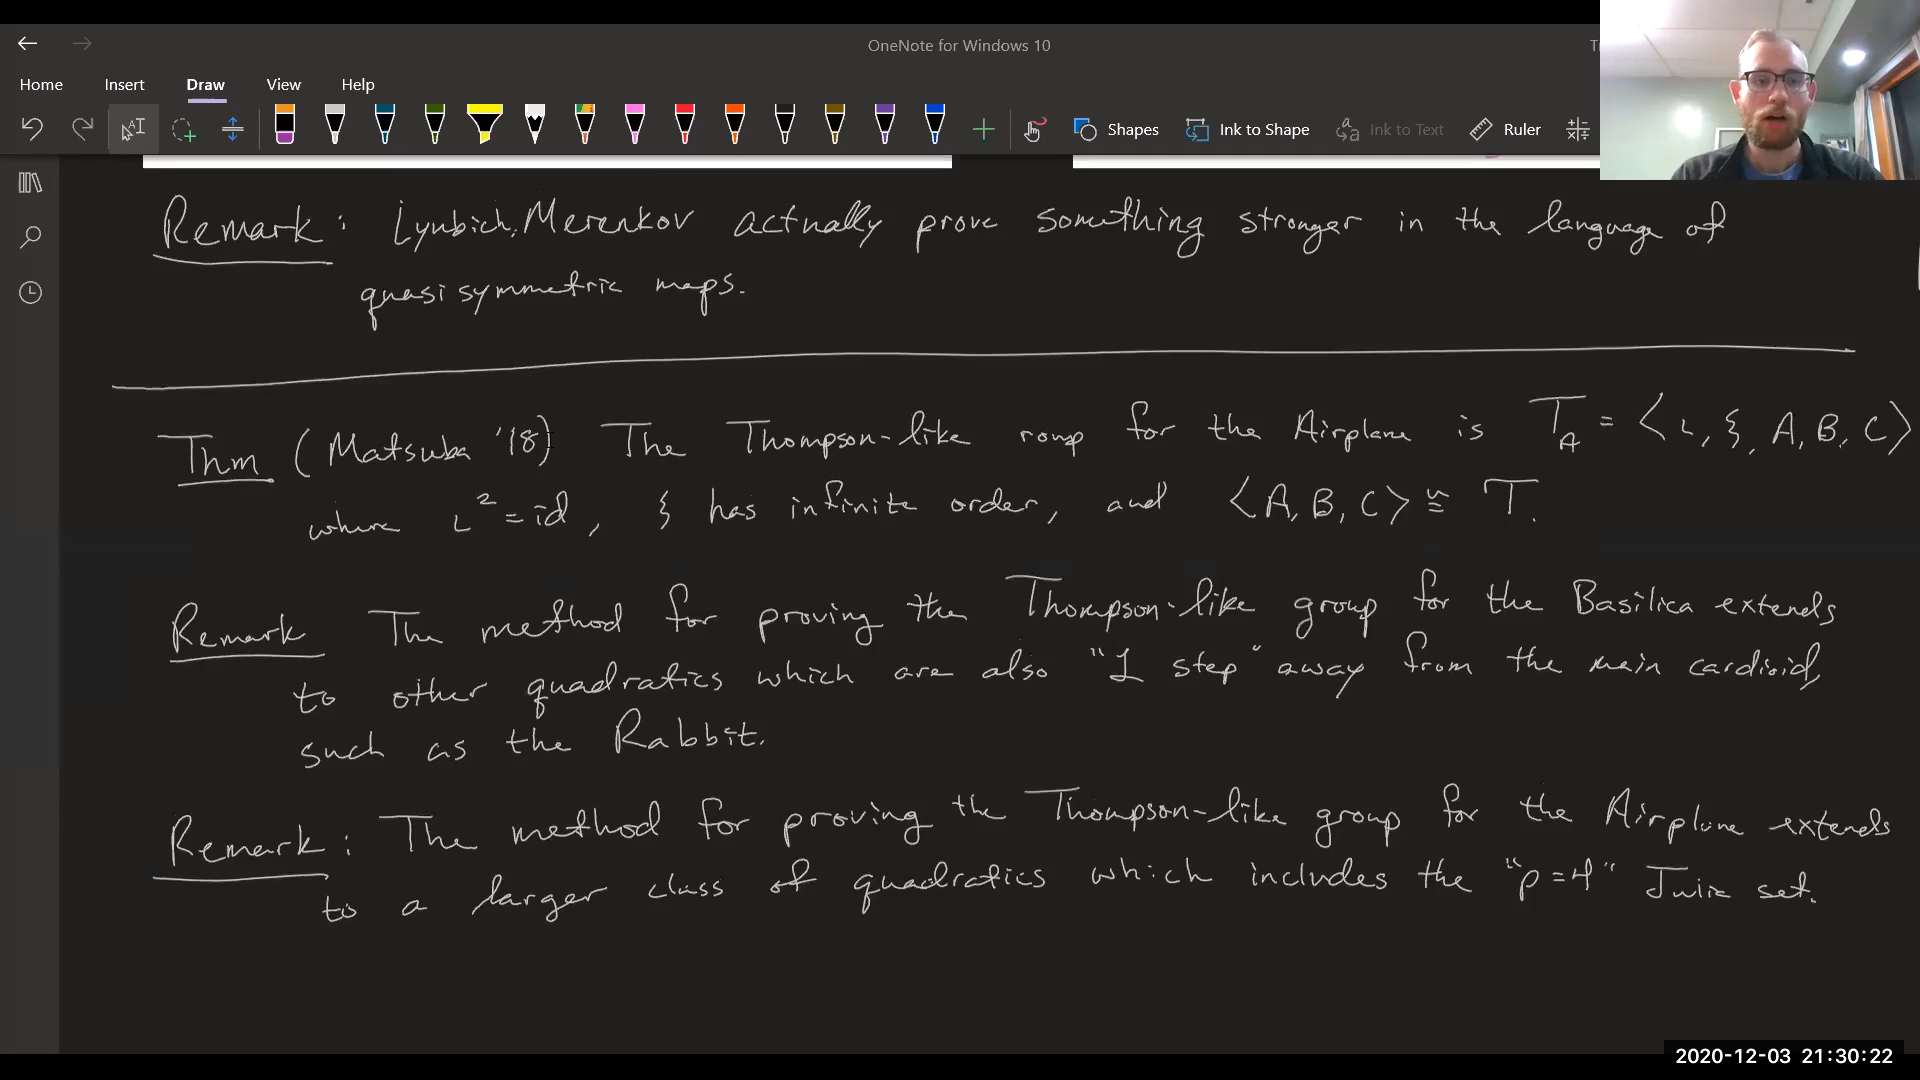 OneNote for Windows 10
Home Insert Draw View Help
Shapes Ink to Shape Ink to Text Ruler
Remark: Lyubich, Merenkov actually prove something stronger in the language of
quasisymmetric maps.
Thm (Matsuba '18) The Thompson-like roup for the Airplane is T_A = <ι, ξ, A, B, C>
where ι² = id, ξ has infinite order, and <A, B, C> ≅ T.
Remark The method for proving the Thompson-like group for the Basilica extends
to other quadratics which are also "1 step" away from the main cardioid,
such as the Rabbit.
Remark: The method for proving the Thompson-like group for the Airplane extends
to a larger class of quadratics which includes the "p=4" Julia set.
2020-12-03 21:30:22